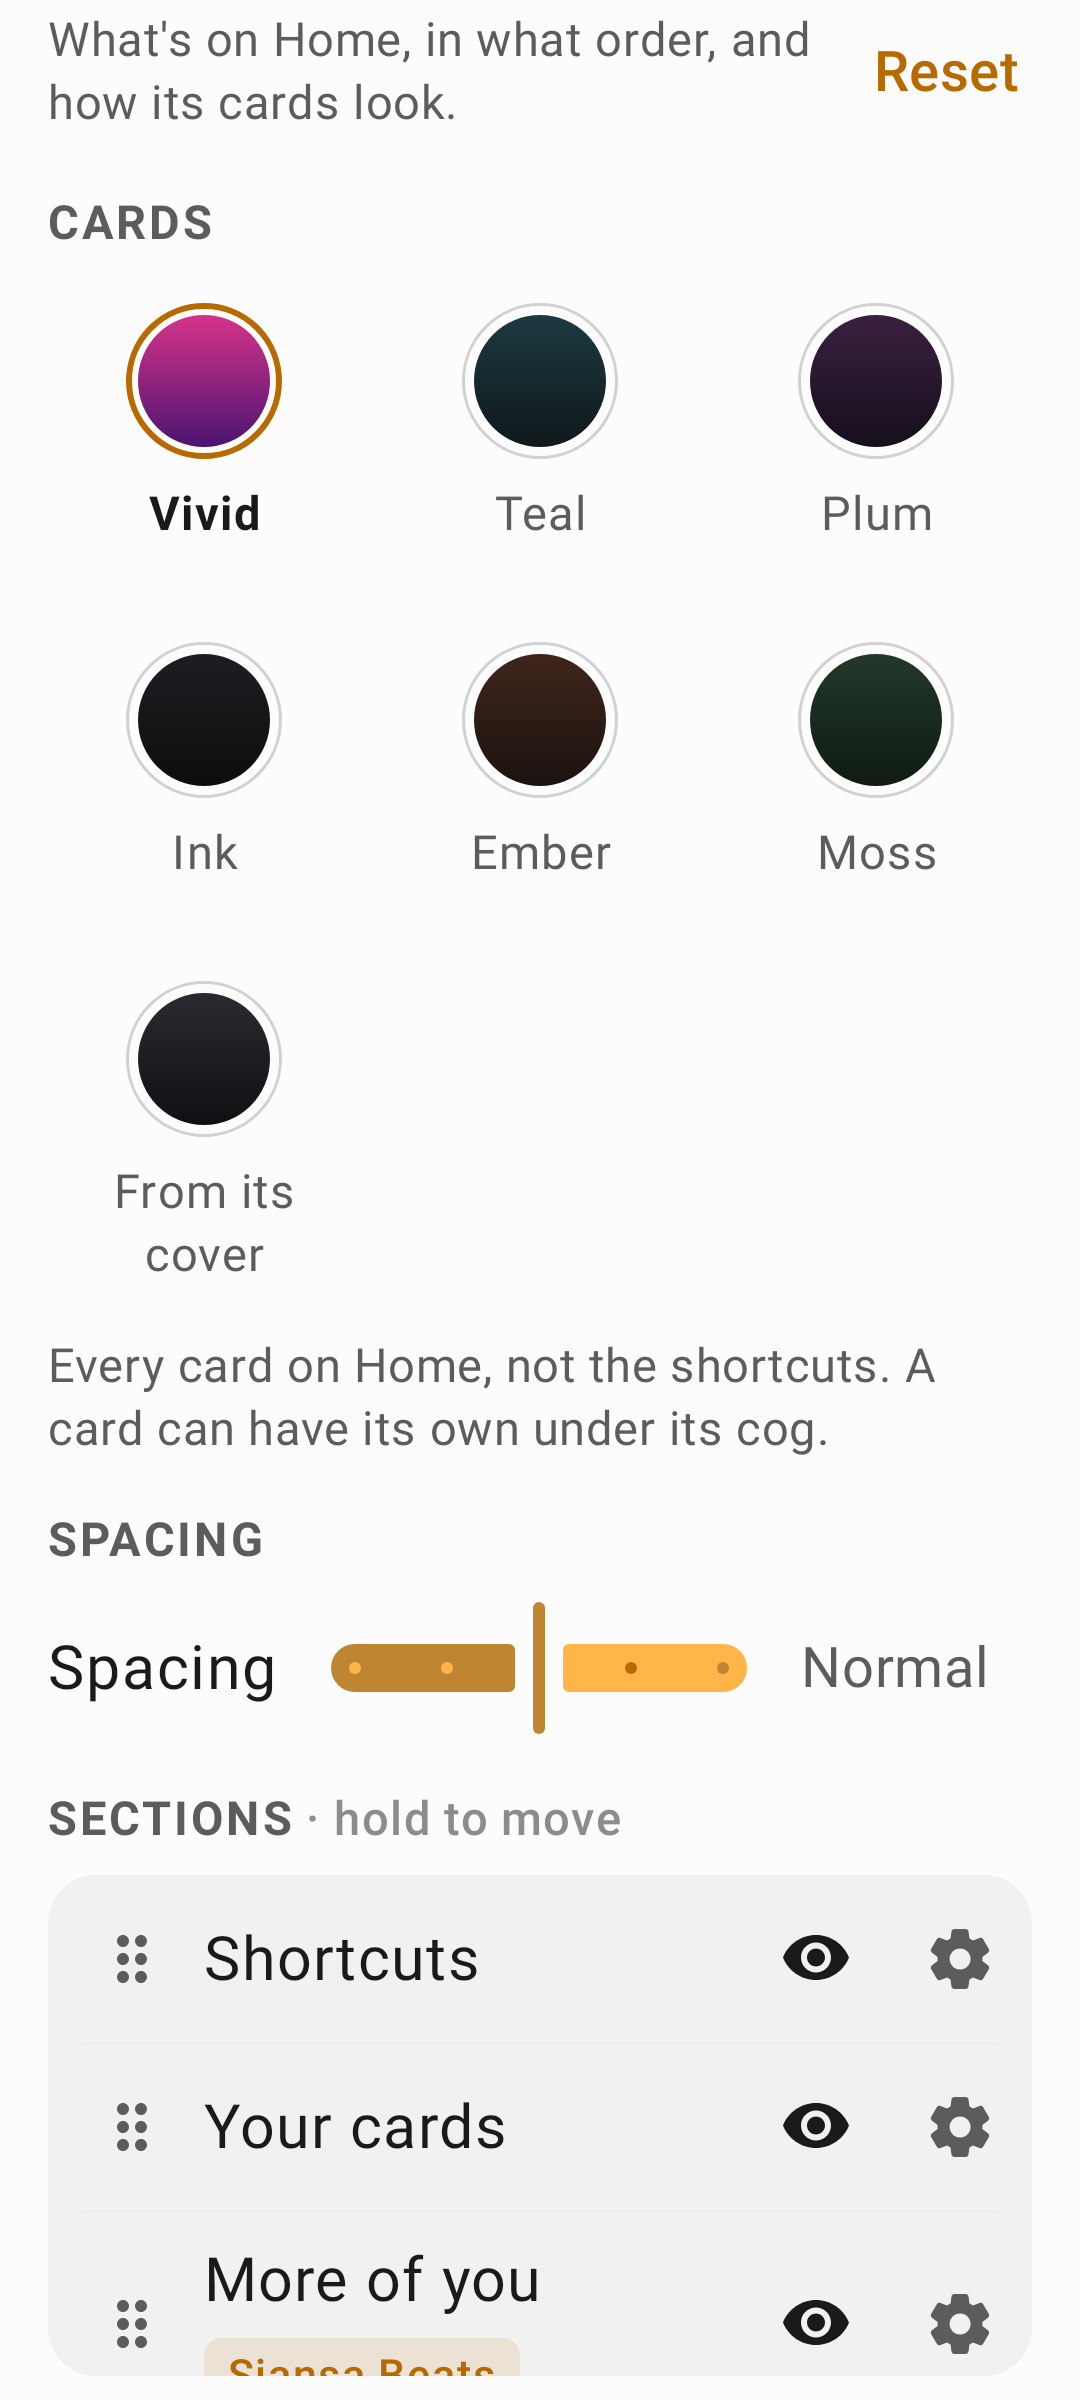 What's on Home, in what order, and
how its cards look.
Reset
CARDS
Vivid
Teal
Plum
Ink
Ember
Moss
From its
cover
Every card on Home, not the shortcuts. A
card can have its own under its cog.
SPACING
Spacing
Normal
SECTIONS · hold to move
Shortcuts
Your cards
More of you
Siansa Beats